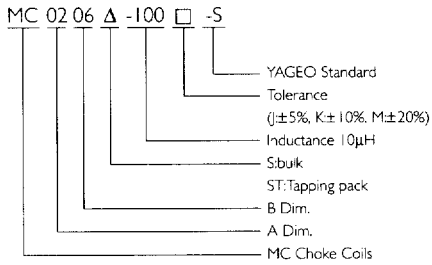 MC 02 06 Δ -100 □ -S
YAGEO Standard
Tolerance
(J:±5%, K:±10%. M:±20%)
Inductance 10μH
S:bulk
ST:Tapping pack
B Dim.
A Dim.
MC Choke Coils